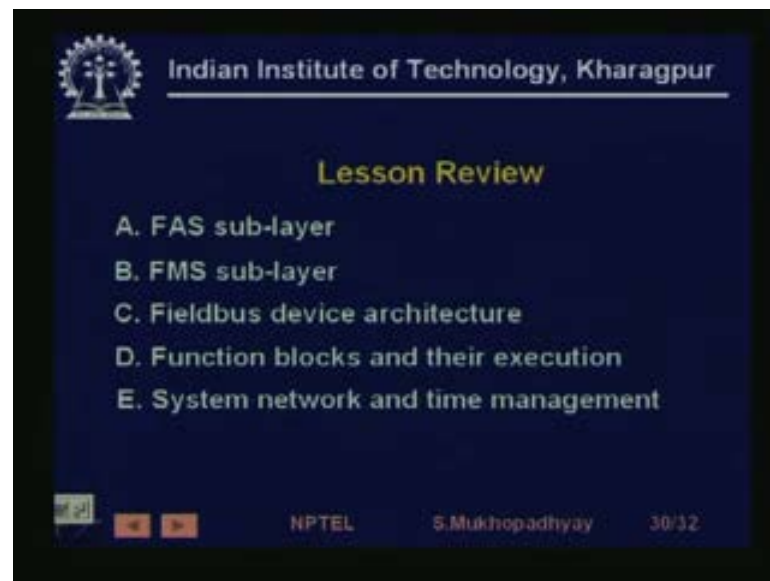 Indian Institute of Technology, Kharagpur
Lesson Review
A. FAS sub-layer
B. FMS sub-layer
C. Fieldbus device architecture
D. Function blocks and their execution
E. System network and time management
NPTEL S.Mukhopadhyay 30/32